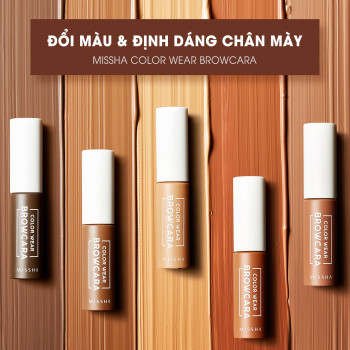 ĐỔI MÀU & ĐỊNH DÁNG CHÂN MÀY
MISSHA COLOR WEAR BROWCARA
COLOR WEAR
BROWCARA
MISSHA
COLOR WEAR
BROWCARA
MISSHA
COLOR WEAR
BROWCARA
MISSHA
COLOR WEAR
BROWCARA
MISSHA
COLOR WEAR
BROWCARA
MISSHA